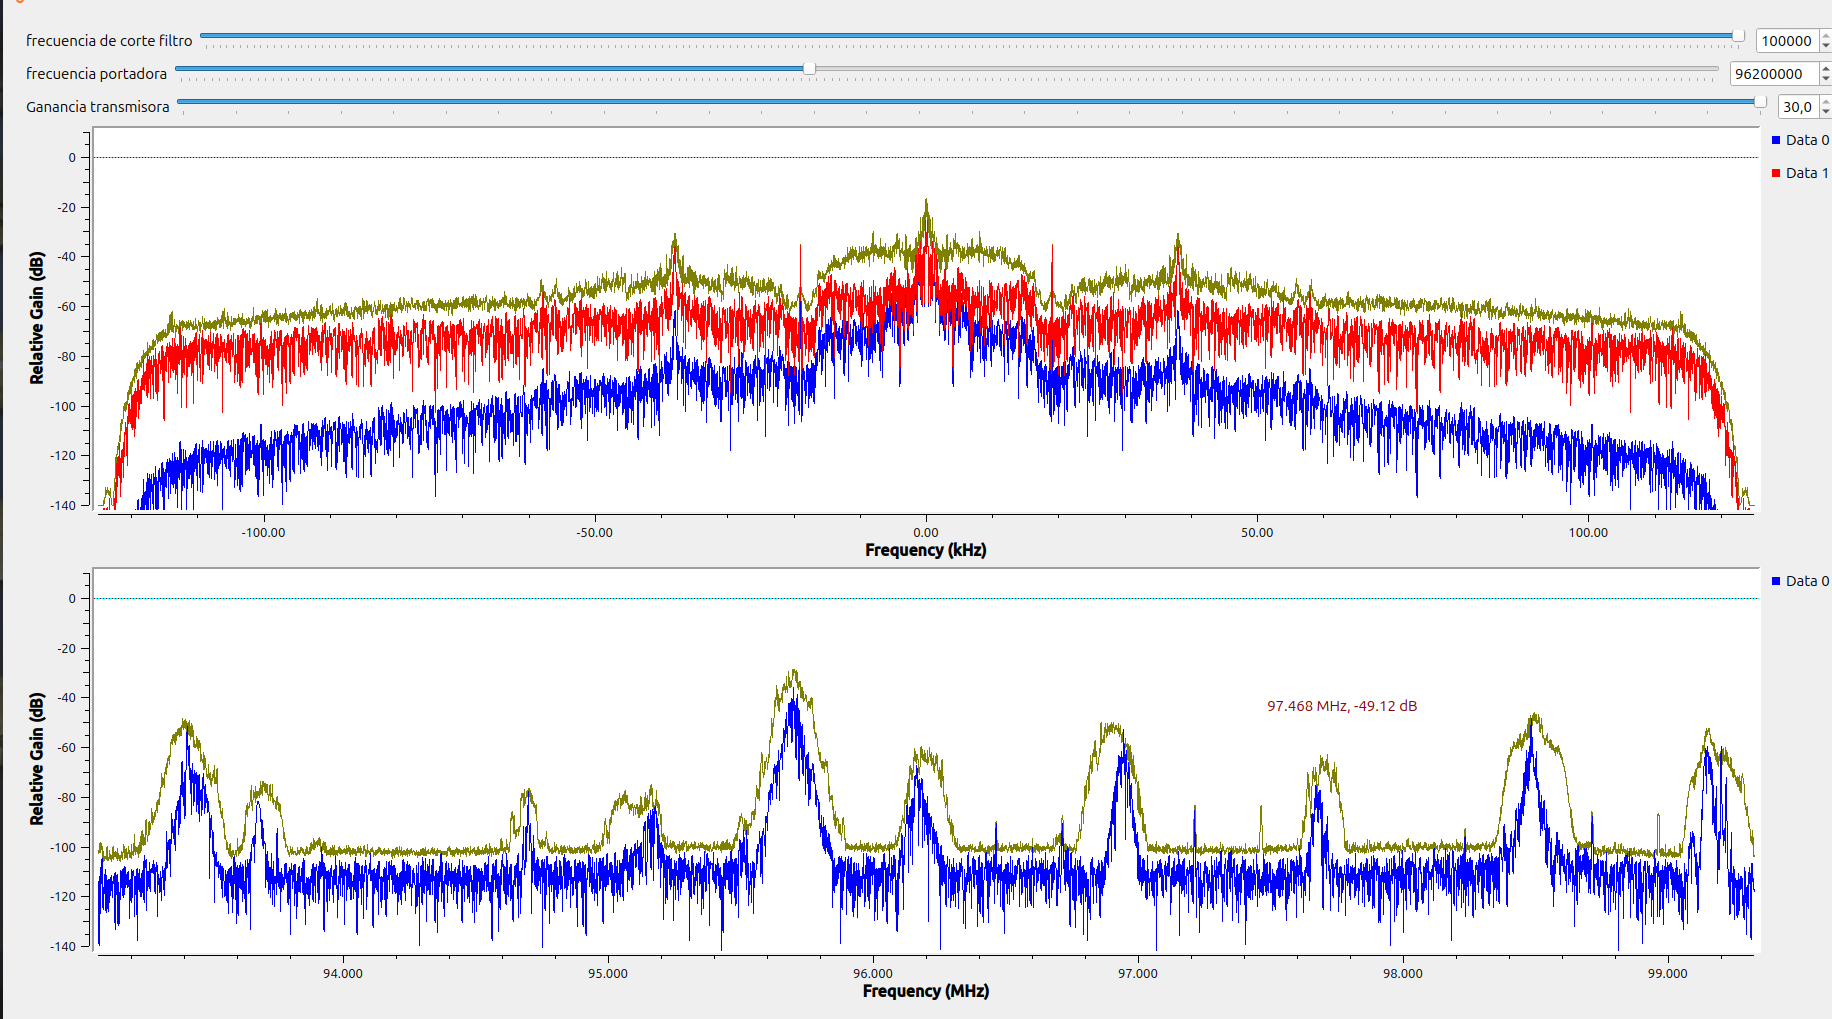 frecuencia de corte filtro 100000
frecuencia portadora 96200000
Ganancia transmisora 30,0
Data 0
Data 1
Relative Gain (dB)
0
-20
-40
-60
-80
-100
-120
-140
-100.00 -50.00 0.00 50.00 100.00
Frequency (kHz)
Data 0
Relative Gain (dB)
0
-20
-40
-60
-80
-100
-120
-140
97.468 MHz, -49.12 dB
94.000 95.000 96.000 97.000 98.000 99.000
Frequency (MHz)